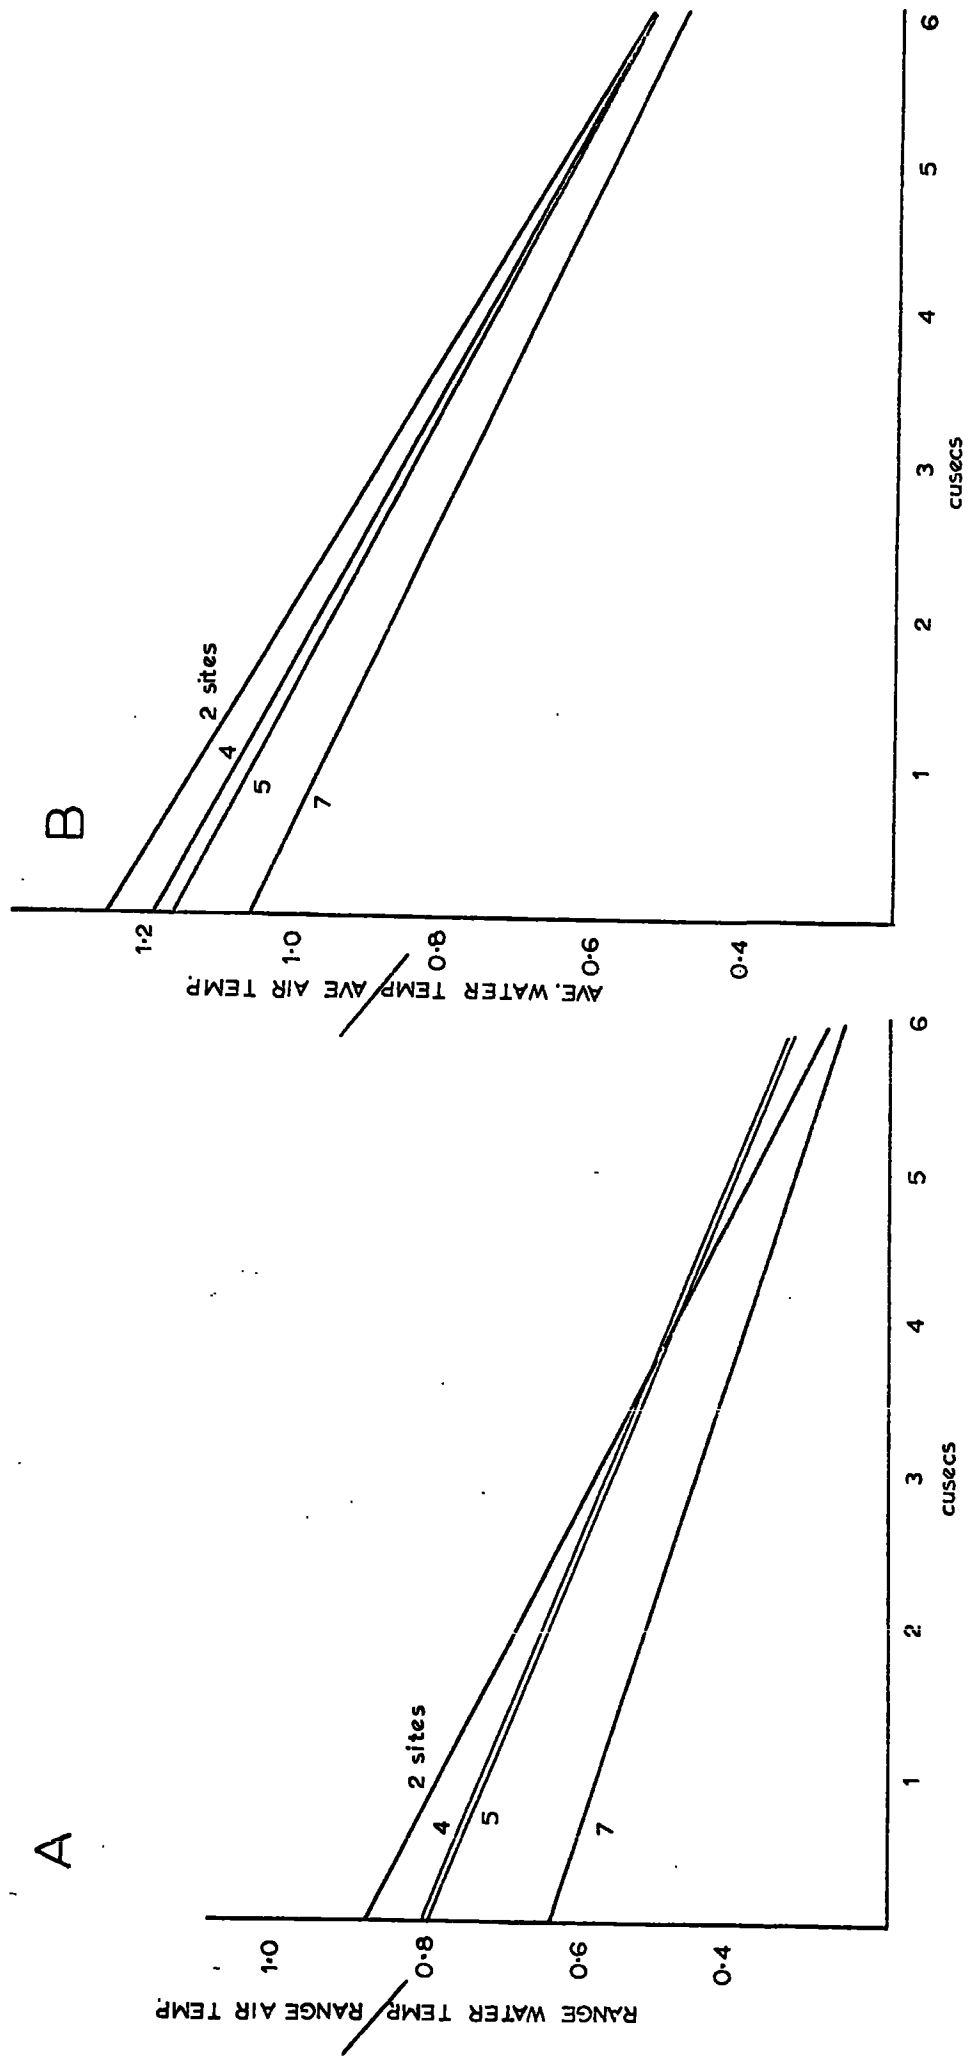 A
RANGE WATER TEMP. / RANGE AIR TEMP.
1.0
0.8
0.6
0.4
2 sites
4
5
7
1 2 3 4 5 6
cusecs
B
AVE. WATER TEMP. / AVE AIR TEMP.
1.2
1.0
0.8
0.6
0.4
2 sites
4
5
7
1 2 3 4 5 6
cusecs